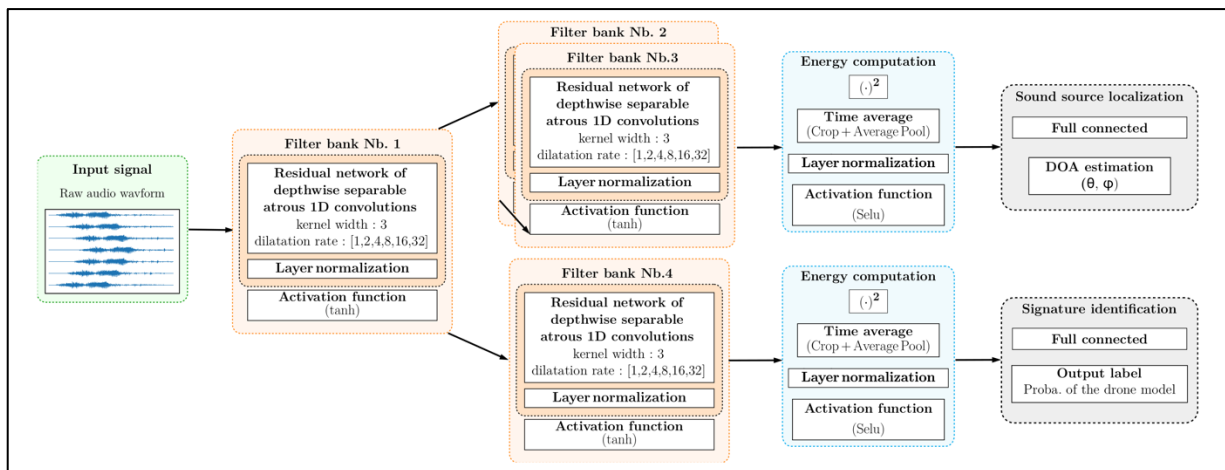 Input signal
Raw audio wavform
Filter bank Nb. 1
Residual network of
depthwise separable
atrous 1D convolutions
kernel width : 3
dilatation rate : [1,2,4,8,16,32]
Layer normalization
Activation function
(tanh)
Filter bank Nb. 2
Filter bank Nb.3
Residual network of
depthwise separable
atrous 1D convolutions
kernel width : 3
dilatation rate : [1,2,4,8,16,32]
Layer normalization
Activation function
(tanh)
Energy computation
(·)²
Time average
(Crop + Average Pool)
Layer normalization
Activation function
(Selu)
Sound source localization
Full connected
DOA estimation
(θ, φ)
Filter bank Nb.4
Residual network of
depthwise separable
atrous 1D convolutions
kernel width : 3
dilatation rate : [1,2,4,8,16,32]
Layer normalization
Activation function
(tanh)
Energy computation
(·)²
Time average
(Crop + Average Pool)
Layer normalization
Activation function
(Selu)
Signature identification
Full connected
Output label
Proba. of the drone model